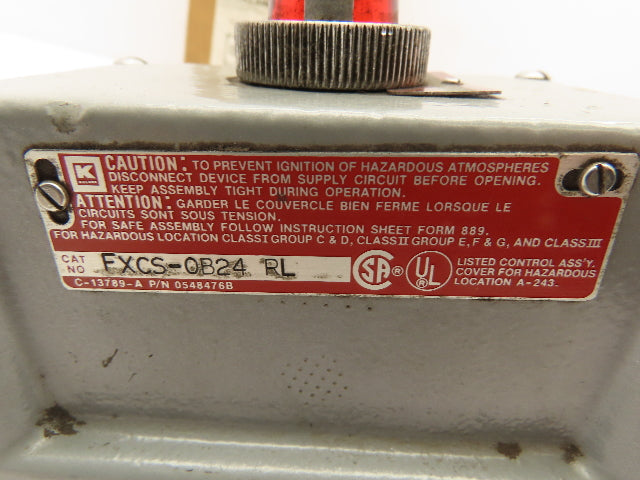 K
CAUTION: TO PREVENT IGNITION OF HAZARDOUS ATMOSPHERES
DISCONNECT DEVICE FROM SUPPLY CIRCUIT BEFORE OPENING.
KEEP ASSEMBLY TIGHT DURING OPERATION.
ATTENTION: GARDER LE COUVERCLE BIEN FERME LORSQUE LE
CIRCUITS SONT SOUS TENSION.
FOR SAFE ASSEMBLY FOLLOW INSTRUCTION SHEET FORM 889.
FOR HAZARDOUS LOCATION CLASS I GROUP C & D, CLASS II GROUP E, F & G, AND CLASS III
CAT NO FXCS-0B24 RL
SA ® UL ®
LISTED CONTROL ASS'Y.
COVER FOR HAZARDOUS
LOCATION A-243.
C-13789-A P/N 0548476B